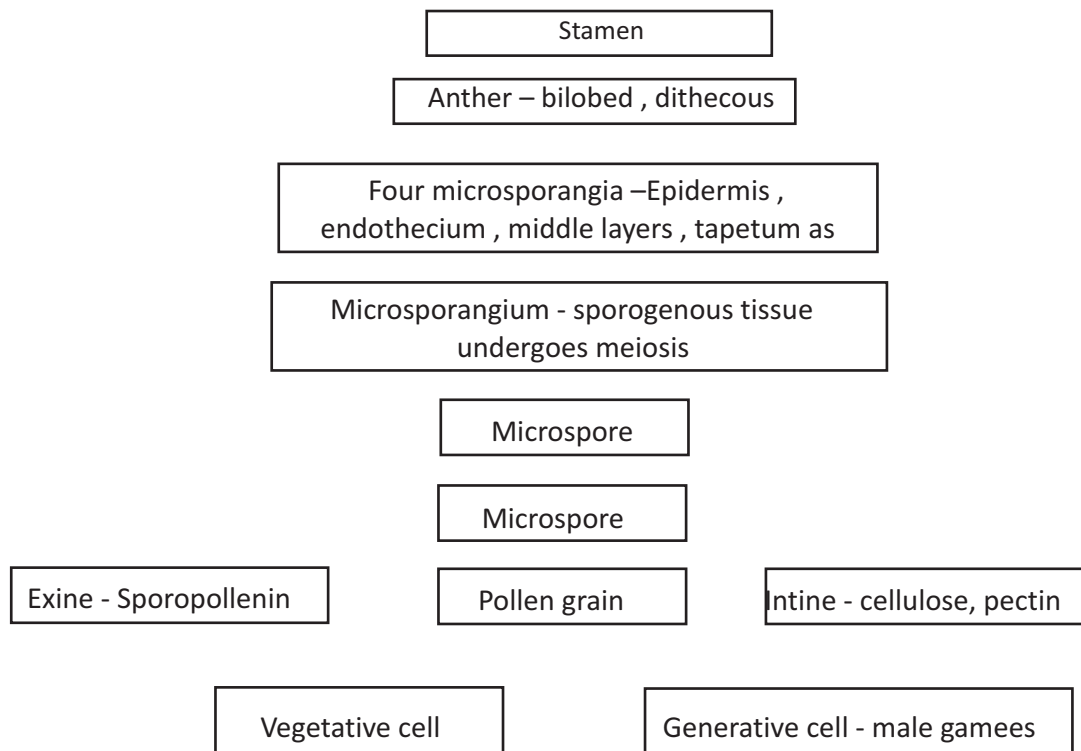 Stamen
Anther – bilobed , dithecous
Four microsporangia –Epidermis ,
endothecium , middle layers , tapetum as
Microsporangium - sporogenous tissue
undergoes meiosis
Microspore
Microspore
Exine - Sporopollenin
Pollen grain
Intine - cellulose, pectin
Vegetative cell
Generative cell - male gamees